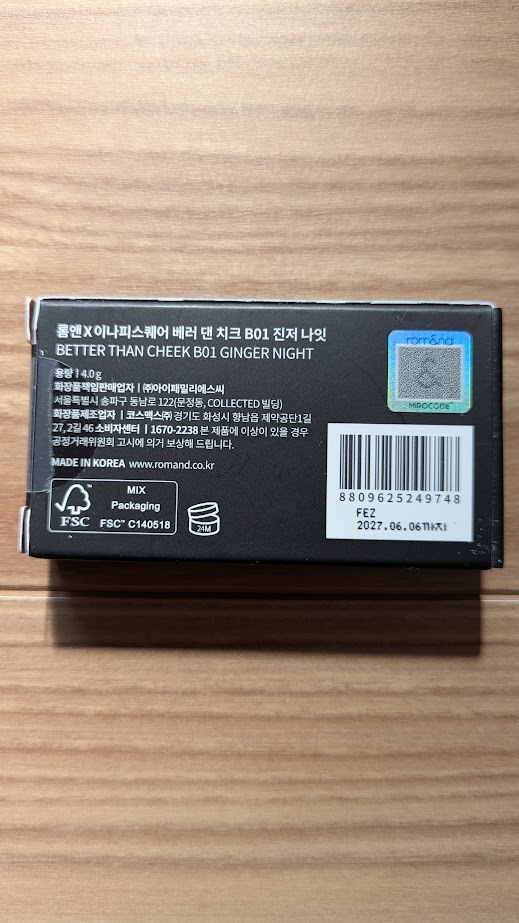 롬앤 X 이나피스퀘어 베러 댄 치크 B01 진저 나잇
BETTER THAN CHEEK B01 GINGER NIGHT
용량 | 4.0 g
화장품책임판매업자 | ㈜아이패밀리에스씨
서울특별시 송파구 동남로 122(문정동, COLLECTED 빌딩)
화장품제조업자 | 코스맥스㈜ 경기도 화성시 향남읍 제약공단1길
27, 2길 46 소비자센터 | 1670-2238 본 제품에 이상이 있을 경우
공정거래위원회 고시에 의거 보상해 드립니다.
MADE IN KOREA www.romand.co.kr
FSC™
MIX
Packaging
FSC™ C140518
24M
rom&nd
&
MIROCODE
8809625249748
FEZ
2027.06.06까지